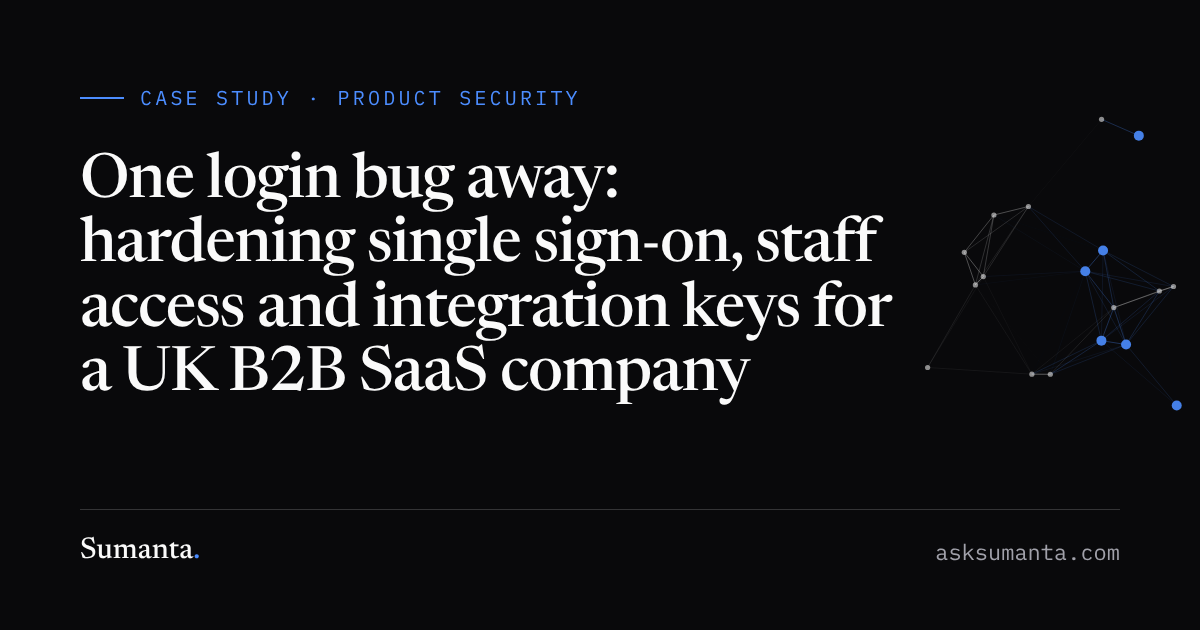 CASE STUDY · PRODUCT SECURITY
One login bug away:
hardening single sign-on, staff
access and integration keys for
a UK B2B SaaS company
Sumanta.
asksumanta.com